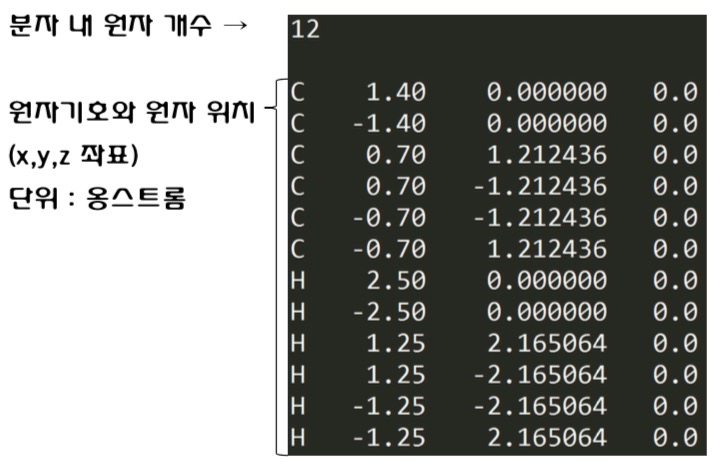 분자 내 원자 개수 →
12
원자기호와 원자 위치
(x,y,z 좌표)
단위 : 옹스트롬
C 1.40 0.000000 0.0
C -1.40 0.000000 0.0
C 0.70 1.212436 0.0
C 0.70 -1.212436 0.0
C -0.70 -1.212436 0.0
C -0.70 1.212436 0.0
H 2.50 0.000000 0.0
H -2.50 0.000000 0.0
H 1.25 2.165064 0.0
H 1.25 -2.165064 0.0
H -1.25 -2.165064 0.0
H -1.25 2.165064 0.0